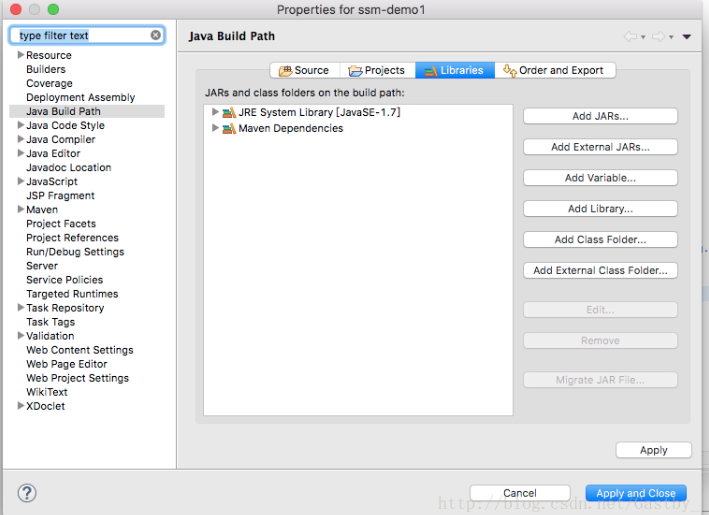 Properties for ssm-demo1
type filter text
Java Build Path
Resource
Builders
Coverage
Deployment Assembly
Java Build Path
Java Code Style
Java Compiler
Java Editor
Javadoc Location
JavaScript
JSP Fragment
Maven
Project Facets
Project References
Run/Debug Settings
Server
Service Policies
Targeted Runtimes
Task Repository
Task Tags
Validation
Web Content Settings
Web Page Editor
Web Project Settings
WikiText
XDoclet
Source
Projects
Libraries
Order and Export
JARs and class folders on the build path:
JRE System Library [JavaSE-1.7]
Maven Dependencies
Add JARs...
Add External JARs...
Add Variable...
Add Library...
Add Class Folder...
Add External Class Folder...
Edit...
Remove
Migrate JAR File...
Apply
?
Cancel
Apply and Close